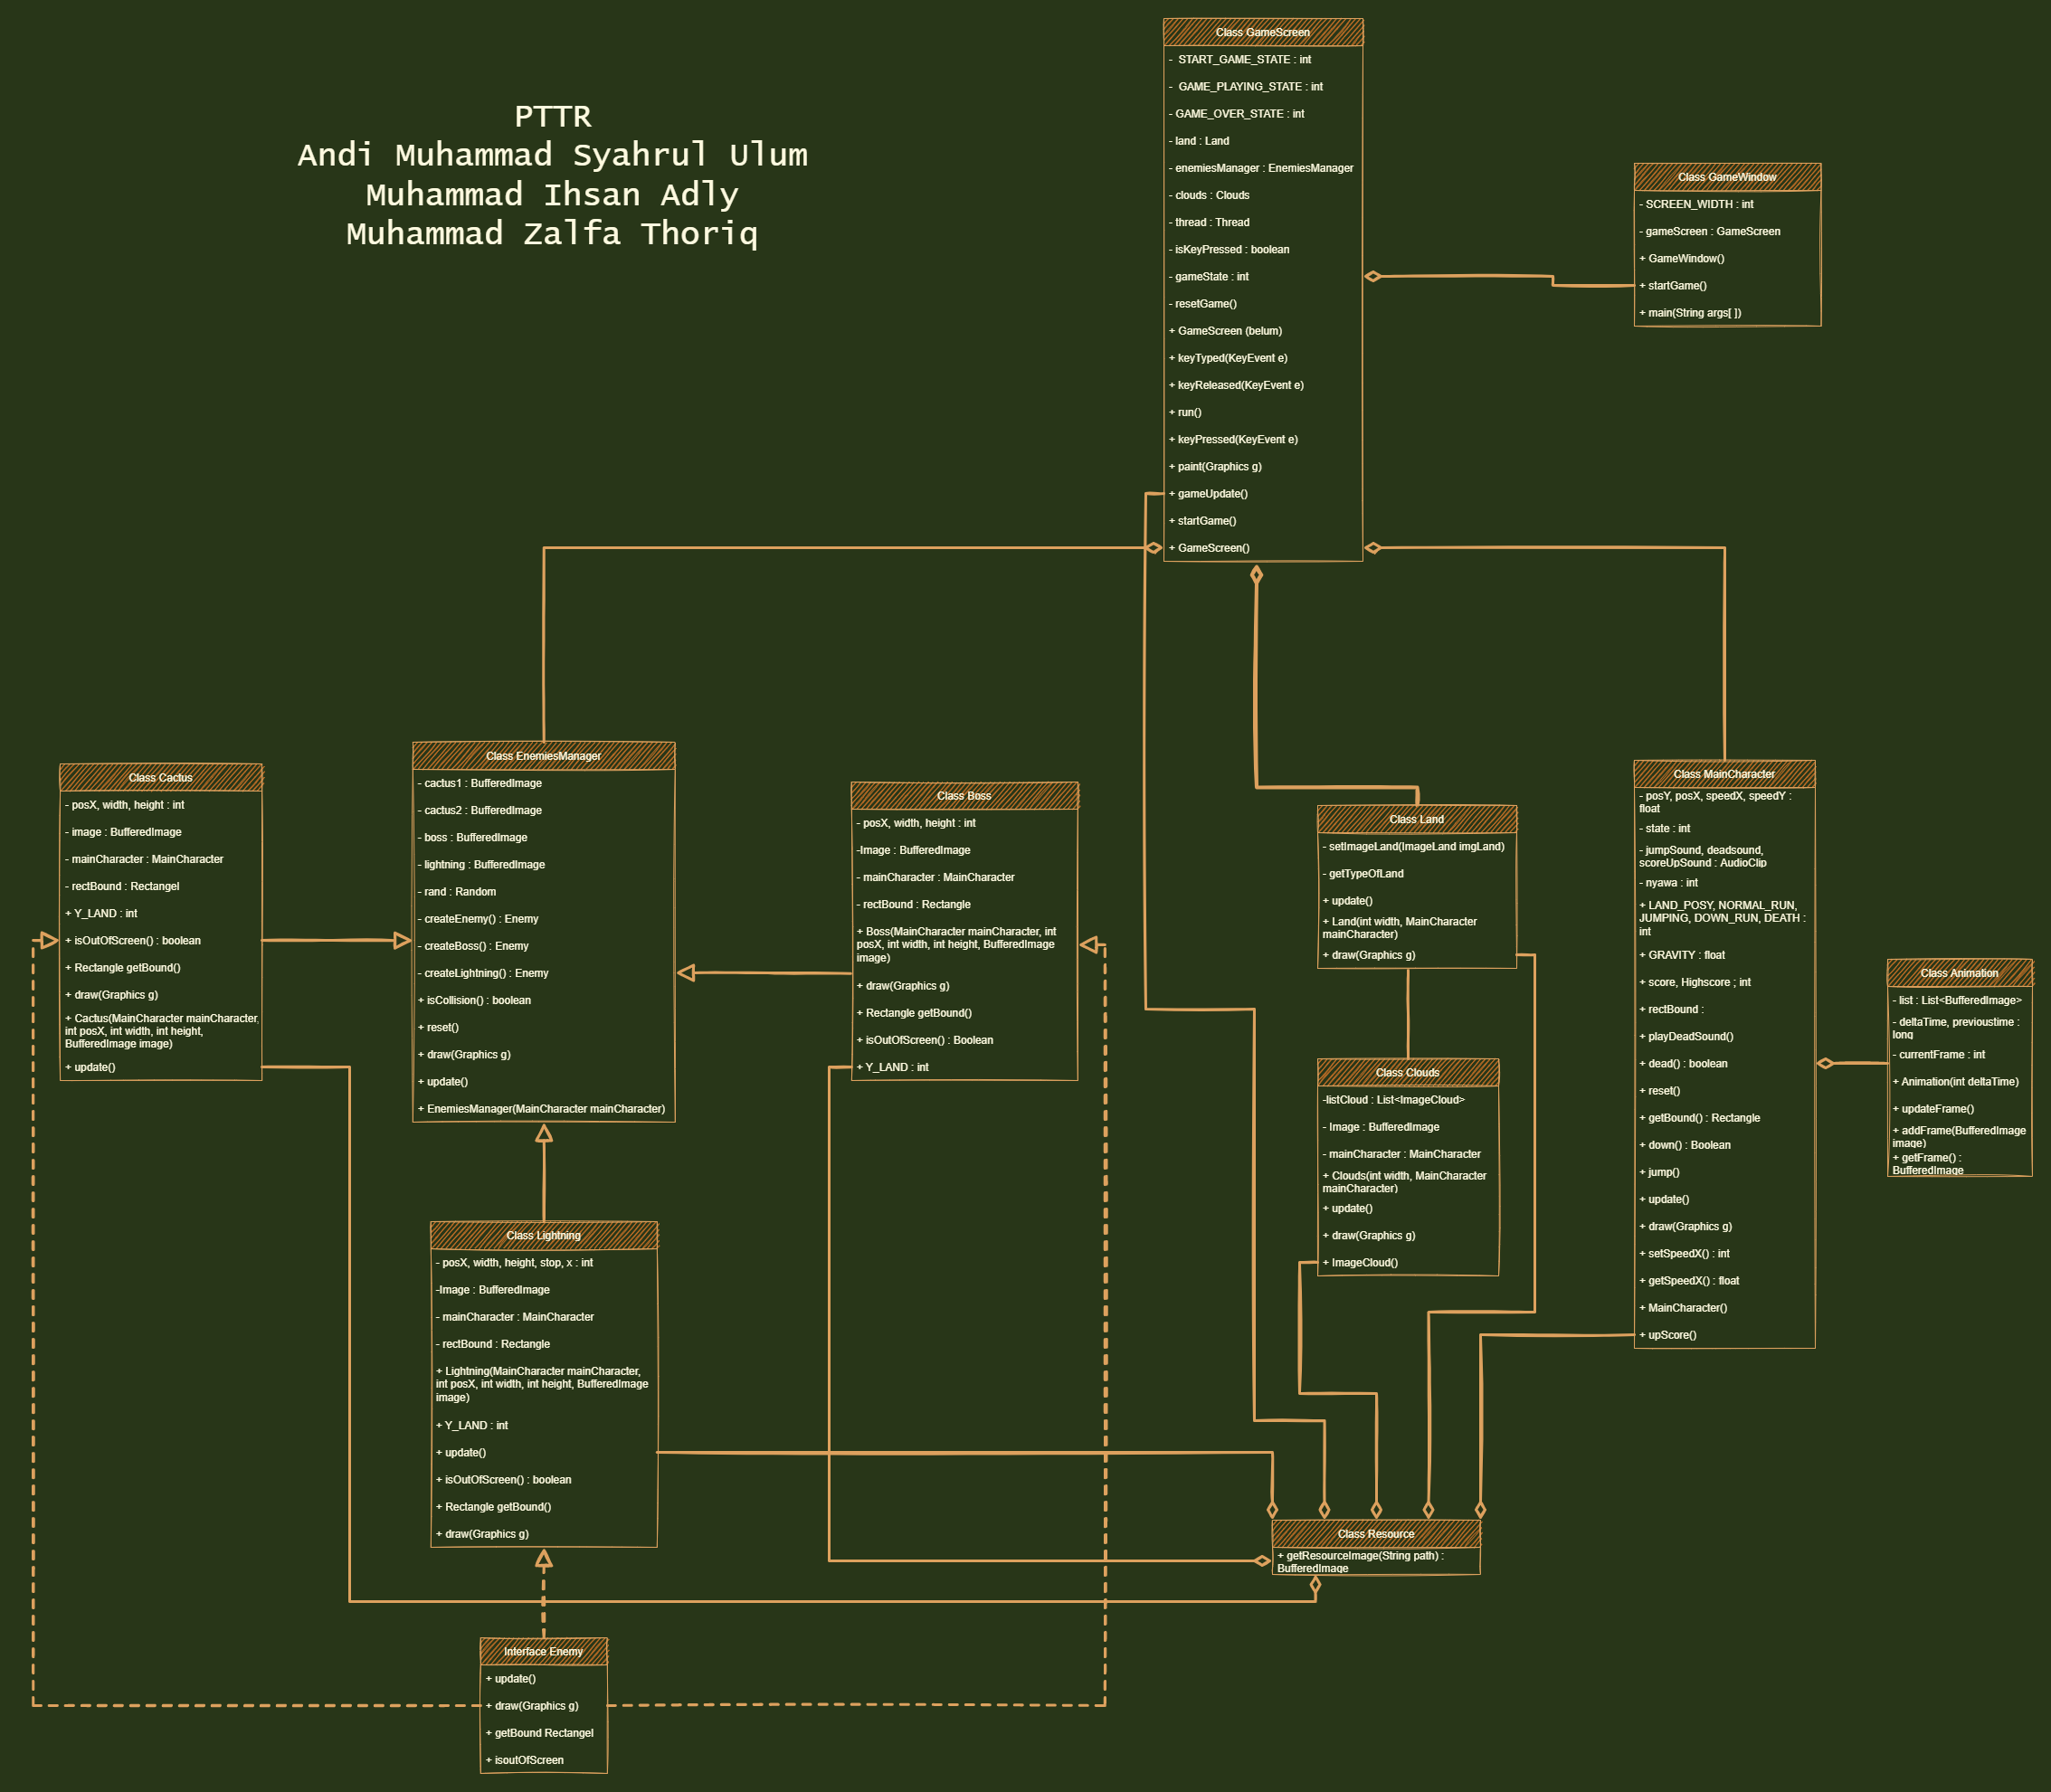 PTTR
Andi Muhammad Syahrul Ulum
Muhammad Ihsan Adly
Muhammad Zalfa Thoriq
Class GameScreen
- START_GAME_STATE : int
- GAME_PLAYING_STATE : int
- GAME_OVER_STATE : int
- land : Land
- enemiesManager : EnemiesManager
- clouds : Clouds
- thread : Thread
- isKeyPressed : boolean
- gameState : int
- resetGame()
+ GameScreen (belum)
+ keyTyped(KeyEvent e)
+ keyReleased(KeyEvent e)
+ run()
+ keyPressed(KeyEvent e)
+ paint(Graphics g)
+ gameUpdate()
+ startGame()
+ GameScreen()
Class GameWindow
- SCREEN_WIDTH : int
- gameScreen : GameScreen
+ GameWindow()
+ startGame()
+ main(String args[ ])
Class Cactus
- posX, width, height : int
- image : BufferedImage
- mainCharacter : MainCharacter
- rectBound : Rectangel
+ Y_LAND : int
+ isOutOfScreen() : boolean
+ Rectangle getBound()
+ draw(Graphics g)
+ Cactus(MainCharacter mainCharacter,
int posX, int width, int height,
BufferedImage image)
+ update()
Class EnemiesManager
- cactus1 : BufferedImage
- cactus2 : BufferedImage
- boss : BufferedImage
- lightning : BufferedImage
- rand : Random
- createEnemy() : Enemy
- createBoss() : Enemy
- createLightning() : Enemy
+ isCollision() : boolean
+ reset()
+ draw(Graphics g)
+ update()
+ EnemiesManager(MainCharacter mainCharacter)
Class Boss
- posX, width, height : int
-Image : BufferedImage
- mainCharacter : MainCharacter
- rectBound : Rectangle
+ Boss(MainCharacter mainCharacter, int
posX, int width, int height, BufferedImage
image)
+ draw(Graphics g)
+ Rectangle getBound()
+ isOutOfScreen() : Boolean
+ Y_LAND : int
Class Land
- setImageLand(ImageLand imgLand)
- getTypeOfLand
+ update()
+ Land(int width, MainCharacter
mainCharacter)
+ draw(Graphics g)
Class MainCharacter
- posY, posX, speedX, speedY :
float
- state : int
- jumpSound, deadsound,
scoreUpSound : AudioClip
- nyawa : int
+ LAND_POSY, NORMAL_RUN,
JUMPING, DOWN_RUN, DEATH :
int
+ GRAVITY : float
+ score, Highscore ; int
+ rectBound :
+ playDeadSound()
+ dead() : boolean
+ reset()
+ getBound() : Rectangle
+ down() : Boolean
+ jump()
+ update()
+ draw(Graphics g)
+ setSpeedX() : int
+ getSpeedX() : float
+ MainCharacter()
+ upScore()
Class Animation
- list : List<BufferedImage>
- deltaTime, previoustime :
long
- currentFrame : int
+ Animation(int deltaTime)
+ updateFrame()
+ addFrame(BufferedImage
image)
+ getFrame() :
BufferedImage
Class Clouds
-listCloud : List<ImageCloud>
- Image : BufferedImage
- mainCharacter : MainCharacter
+ Clouds(int width, MainCharacter
mainCharacter)
+ update()
+ draw(Graphics g)
+ ImageCloud()
Class Lightning
- posX, width, height, stop, x : int
-Image : BufferedImage
- mainCharacter : MainCharacter
- rectBound : Rectangle
+ Lightning(MainCharacter mainCharacter,
int posX, int width, int height, BufferedImage
image)
+ Y_LAND : int
+ update()
+ isOutOfScreen() : boolean
+ Rectangle getBound()
+ draw(Graphics g)
Class Resource
+ getResourceImage(String path) :
BufferedImage
Interface Enemy
+ update()
+ draw(Graphics g)
+ getBound Rectangel
+ isoutOfScreen